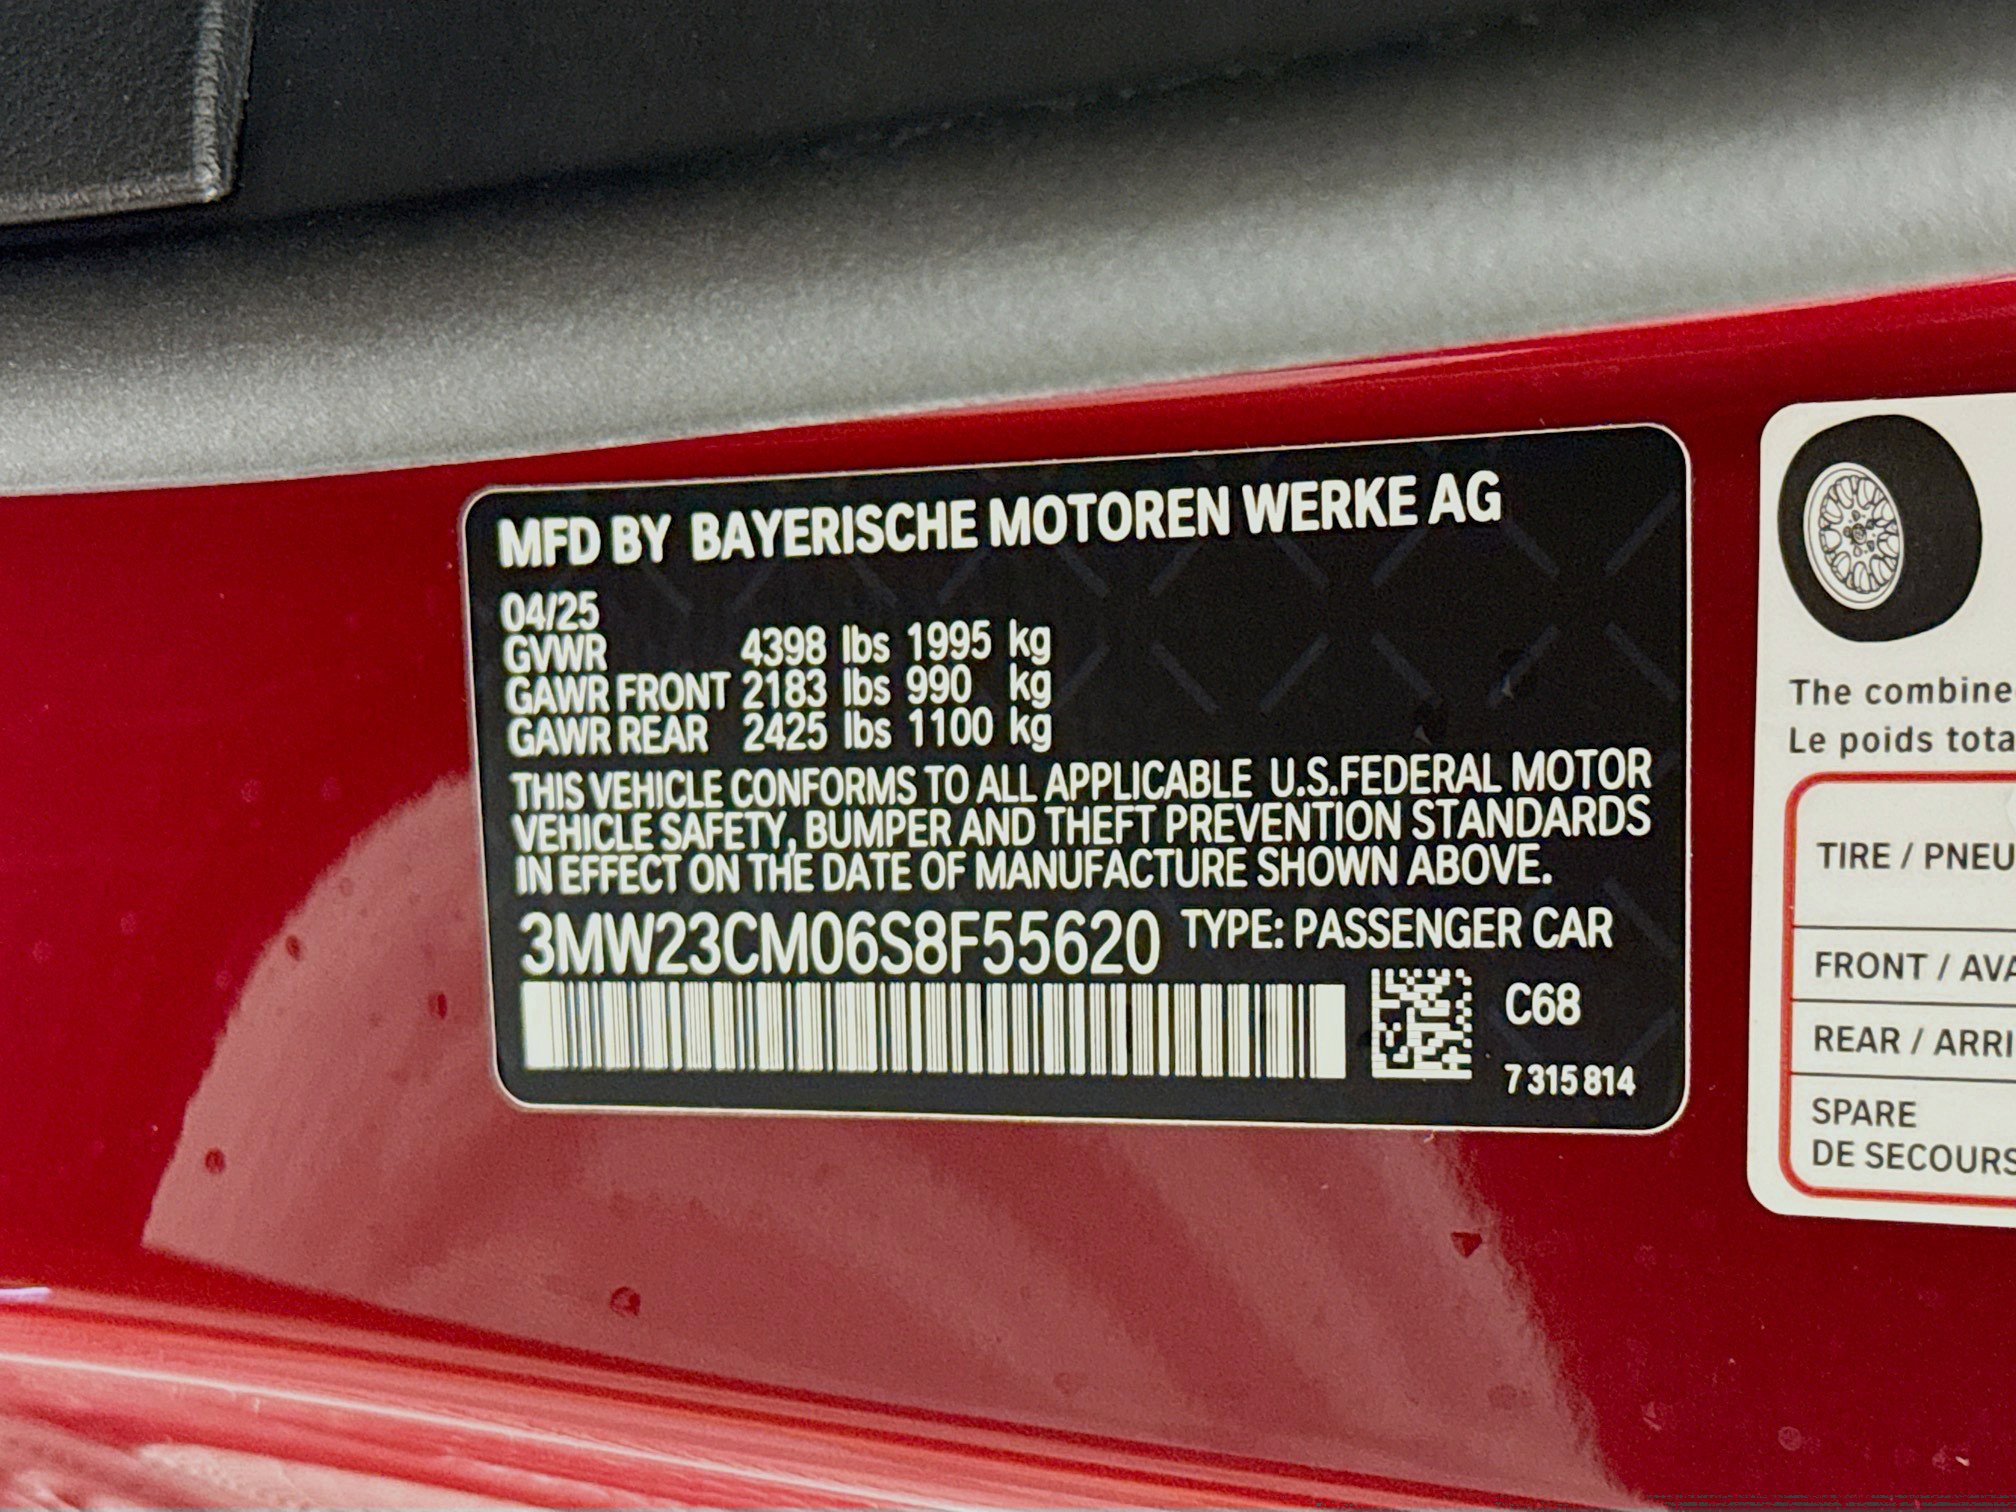 MFD BY BAYERISCHE MOTOREN WERKE AG
04/25
GVWR 4398 lbs 1995 kg
GAWR FRONT 2183 lbs 990 kg
GAWR REAR 2425 lbs 1100 kg
THIS VEHICLE CONFORMS TO ALL APPLICABLE U.S.FEDERAL MOTOR
VEHICLE SAFETY, BUMPER AND THEFT PREVENTION STANDARDS
IN EFFECT ON THE DATE OF MANUFACTURE SHOWN ABOVE.
3MW23CM06S8F55620 TYPE: PASSENGER CAR
C68
7 315 814
The combine
Le poids tota
TIRE / PNEU
FRONT / AVA
REAR / ARRI
SPARE
DE SECOURS